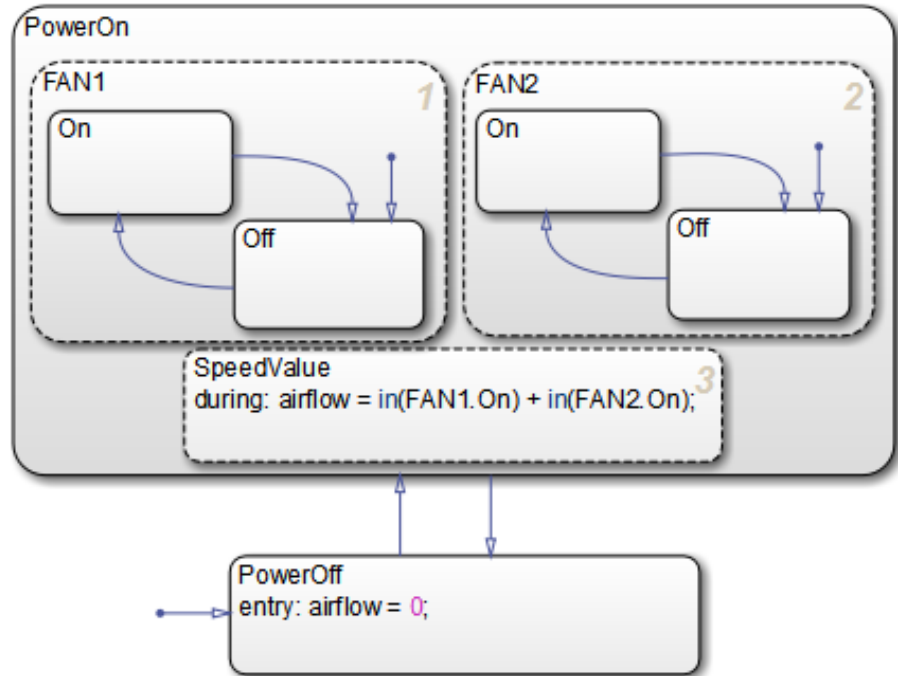 PowerOn
FAN1
1
On
Off
FAN2
2
On
Off
SpeedValue
3
during: airflow = in(FAN1.On) + in(FAN2.On);
PowerOff
entry: airflow = 0;